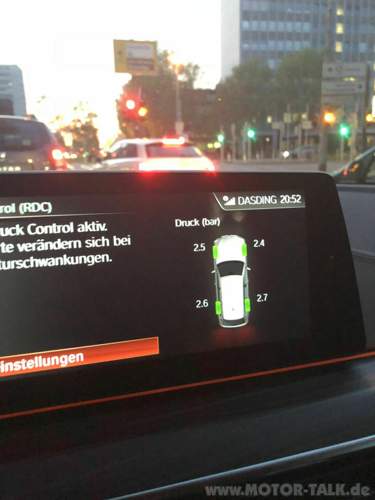 DASDING 20:52
rol (RDC)
ruck Control aktiv.
rte verändern sich bei
turschwankungen.
Druck (bar)
2.5 2.4
2.6 2.7
instellungen
www.MOTOR-TALK.de